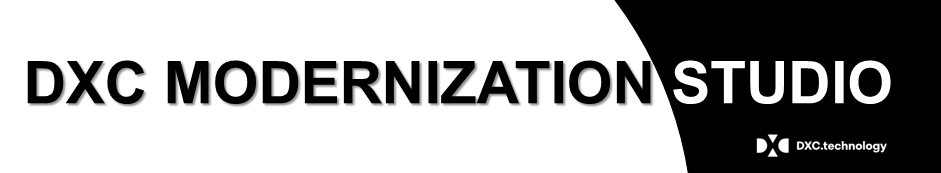 DXC MODERNIZATION STUDIO
DXC.technology